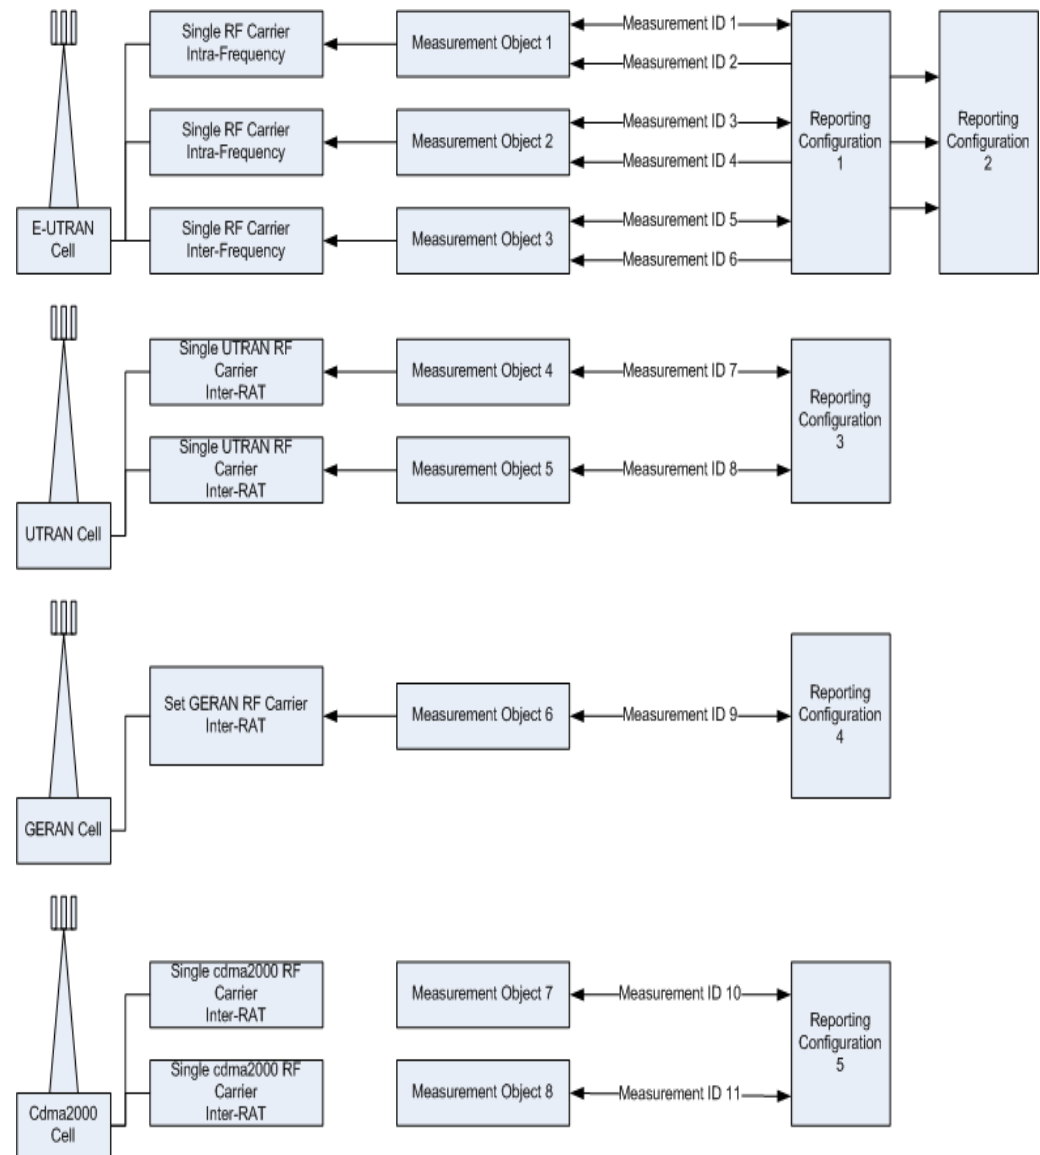 Single RF Carrier
Intra-Frequency
Measurement Object 1
Measurement ID 1
Measurement ID 2
Single RF Carrier
Intra-Frequency
Measurement Object 2
Measurement ID 3
Measurement ID 4
Reporting
Configuration
1
Reporting
Configuration
2
E-UTRAN
Cell
Single RF Carrier
Inter-Frequency
Measurement Object 3
Measurement ID 5
Measurement ID 6
Single UTRAN RF
Carrier
Inter-RAT
Measurement Object 4
Measurement ID 7
Reporting
Configuration
3
Single UTRAN RF
Carrier
Inter-RAT
Measurement Object 5
Measurement ID 8
UTRAN Cell
Set GERAN RF Carrier
Inter-RAT
Measurement Object 6
Measurement ID 9
Reporting
Configuration
4
GERAN Cell
Single cdma2000 RF
Carrier
Inter-RAT
Measurement Object 7
Measurement ID 10
Reporting
Configuration
5
Single cdma2000 RF
Carrier
Inter-RAT
Measurement Object 8
Measurement ID 11
Cdma2000
Cell